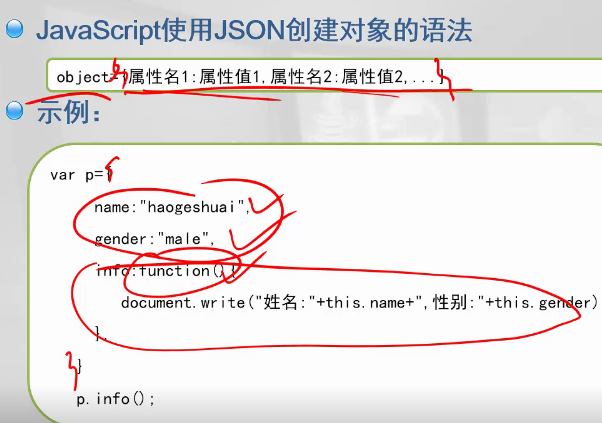 JavaScript使用JSON创建对象的语法
object={属性名1:属性值1,属性名2:属性值2,...}
示例：
var p={
name:"haogeshuai",
gender:"male",
info:function(){
document.write("姓名:"+this.name+",性别:"+this.gender)
},
}
p.info();